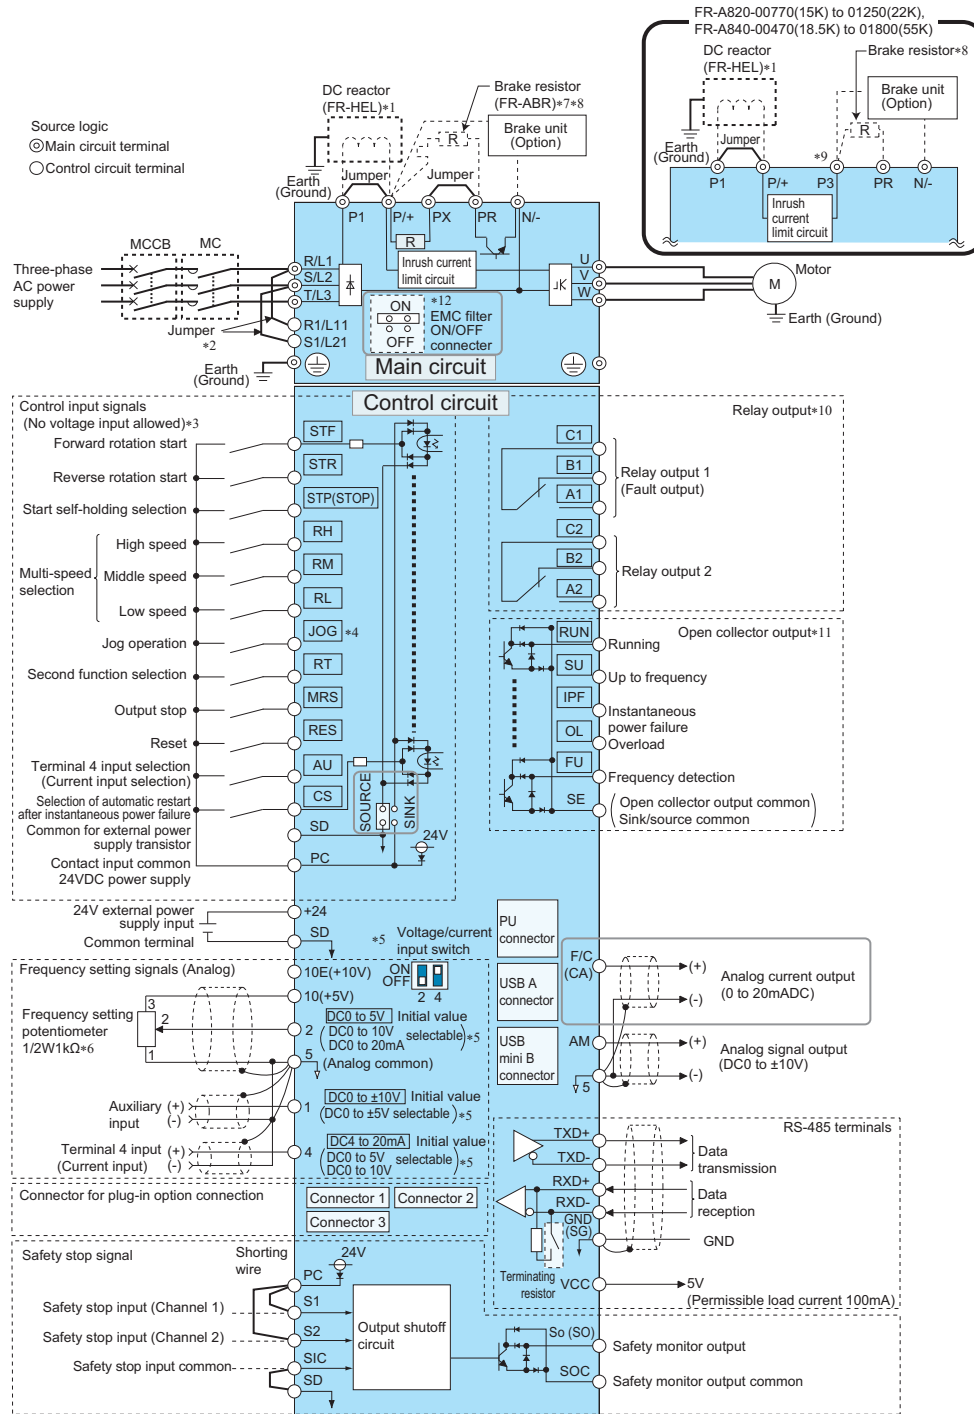 FR-A820-00770(15K) to 01250(22K),
FR-A840-00470(18.5K) to 01800(55K)
DC reactor
(FR-HEL)*1
Brake resistor*8
Brake unit
(Option)
R
Earth
(Ground)
Jumper
*9
P1
P/+
P3
PR
N/-
Inrush
current
limit circuit
Source logic
Main circuit terminal
Control circuit terminal
DC reactor
(FR-HEL)*1
Brake resistor
(FR-ABR)*7*8
Brake unit
(Option)
R
Earth
(Ground)
Jumper
Jumper
P1
P/+
PX
PR
N/-
R
Inrush current
limit circuit
MCCB
MC
Three-phase
AC power
supply
R/L1
S/L2
T/L3
R1/L11
S1/L21
Jumper
*2
Earth
(Ground)
U
V
W
Motor
M
Earth (Ground)
ON
OFF
*12
EMC filter
ON/OFF
connecter
Main circuit
Control circuit
Control input signals
(No voltage input allowed)*3
Forward rotation start
STF
Reverse rotation start
STR
Start self-holding selection
STP(STOP)
Multi-speed
selection
High speed
RH
Middle speed
RM
Low speed
RL
Jog operation
JOG *4
Second function selection
RT
Output stop
MRS
Reset
RES
Terminal 4 input selection
(Current input selection)
AU
Selection of automatic restart
after instantaneous power failure
CS
Common for external power
supply transistor
SD
Contact input common
24VDC power supply
PC
SOURCE
SINK
24V
Relay output*10
C1
B1
A1
Relay output 1
(Fault output)
C2
B2
A2
Relay output 2
Open collector output*11
RUN
Running
SU
Up to frequency
IPF
Instantaneous
power failure
OL
Overload
FU
Frequency detection
SE
Open collector output common
Sink/source common
24V external power
supply input
+24
Common terminal
SD
*5
Voltage/current
input switch
ON
OFF
2 4
PU
connector
USB A
connector
USB
mini B
connector
Frequency setting signals (Analog)
10E(+10V)
10(+5V)
Frequency setting
potentiometer
1/2W1kΩ*6
3
2
1
2
DC0 to 5V Initial value
DC0 to 10V
DC0 to 20mA
selectable
*5
5
(Analog common)
Auxiliary
input
(+)
(-)
1
DC0 to ±10V Initial value
(DC0 to ±5V selectable)*5
Terminal 4 input
(Current input)
(+)
(-)
4
DC4 to 20mA Initial value
DC0 to 5V
DC0 to 10V
selectable
*5
F/C
(CA)
(+)
(-)
Analog current output
(0 to 20mADC)
AM
5
(+)
(-)
Analog signal output
(DC0 to ±10V)
RS-485 terminals
TXD+
TXD-
Data
transmission
RXD+
RXD-
Data
reception
GND
(SG)
GND
Terminating
resistor
VCC
5V
(Permissible load current 100mA)
Connector for plug-in option connection
Connector 1
Connector 2
Connector 3
Safety stop signal
Shorting
wire
24V
PC
Safety stop input (Channel 1)
S1
Safety stop input (Channel 2)
S2
Safety stop input common
SIC
SD
Output shutoff
circuit
So (SO)
Safety monitor output
SOC
Safety monitor output common